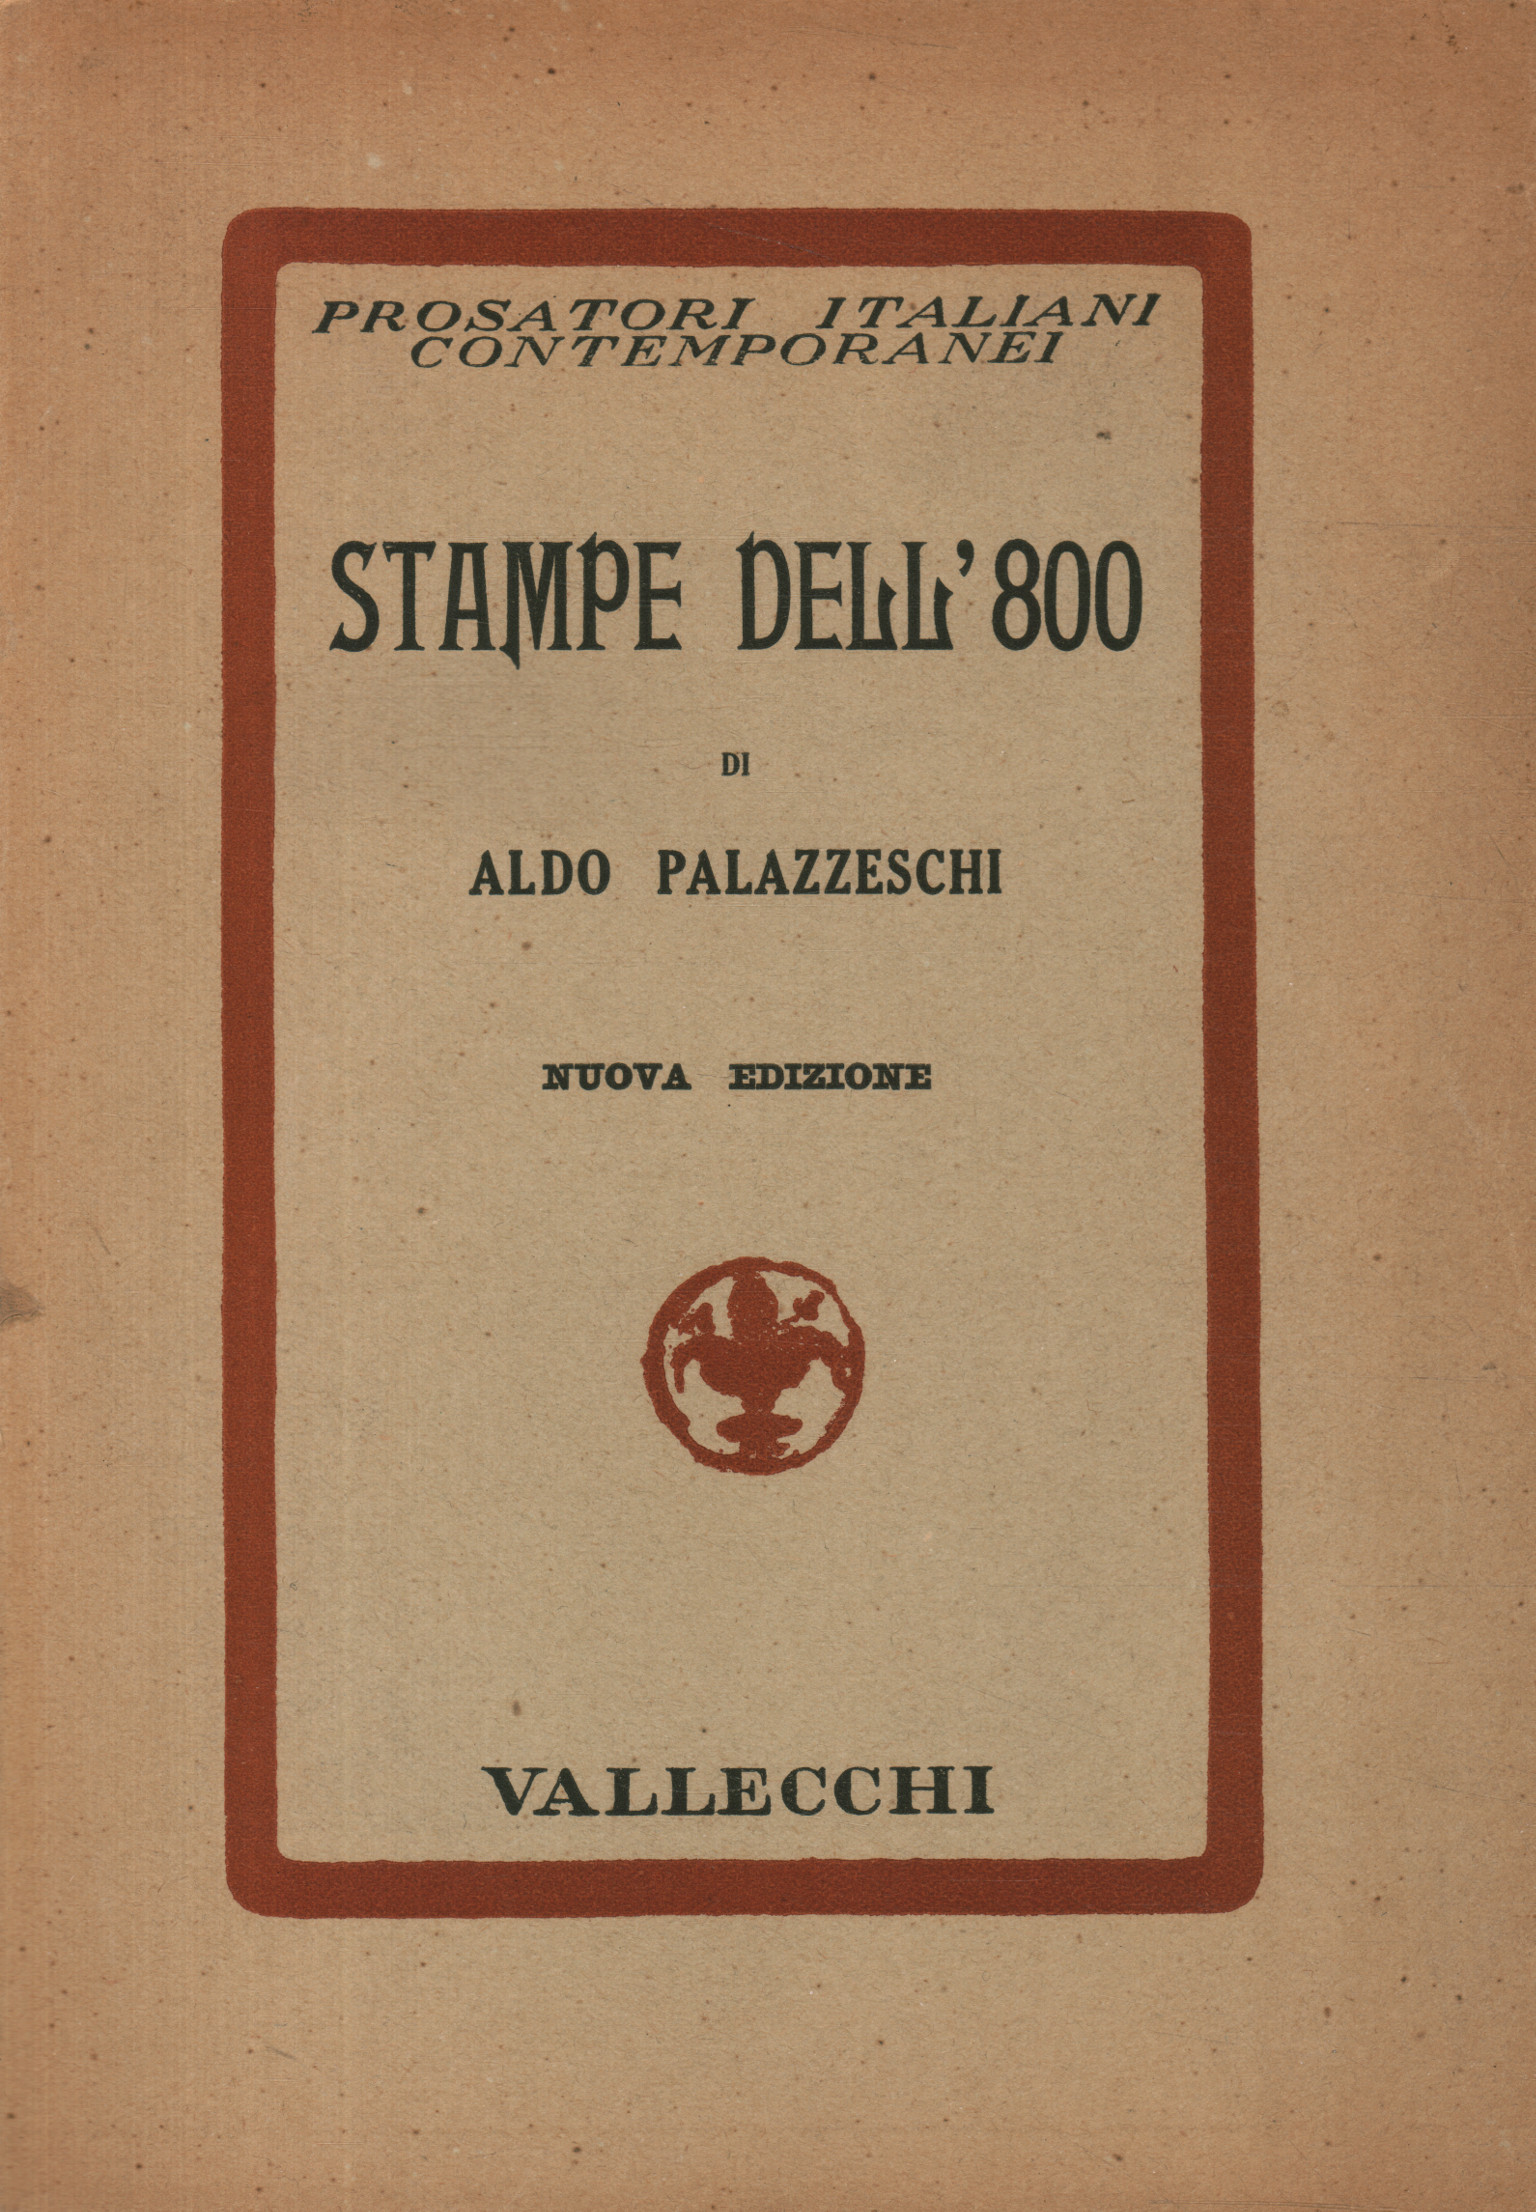 PROSATORI ITALIANI
CONTEMPORANEI
STAMPE DELL'800
DI
ALDO PALAZZESCHI
NUOVA EDIZIONE
VALLECCHI